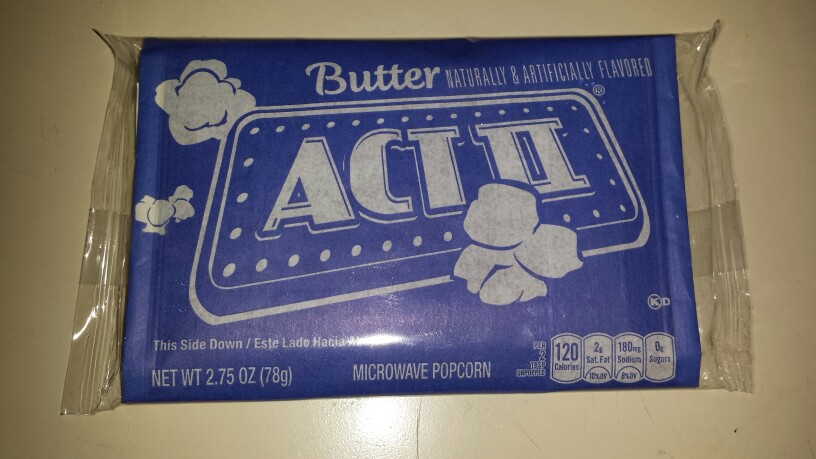 Butter NATURALLY & ARTIFICIALLY FLAVORED
®
ACT II
K D
This Side Down / Este Lado Hacia
NET WT 2.75 OZ (78g)
MICROWAVE POPCORN
PER
2
TBSP
UNPOPPED
120
Calories
2g
Sat. Fat
10%DV
180mg
Sodium
8%DV
0g
Sugars